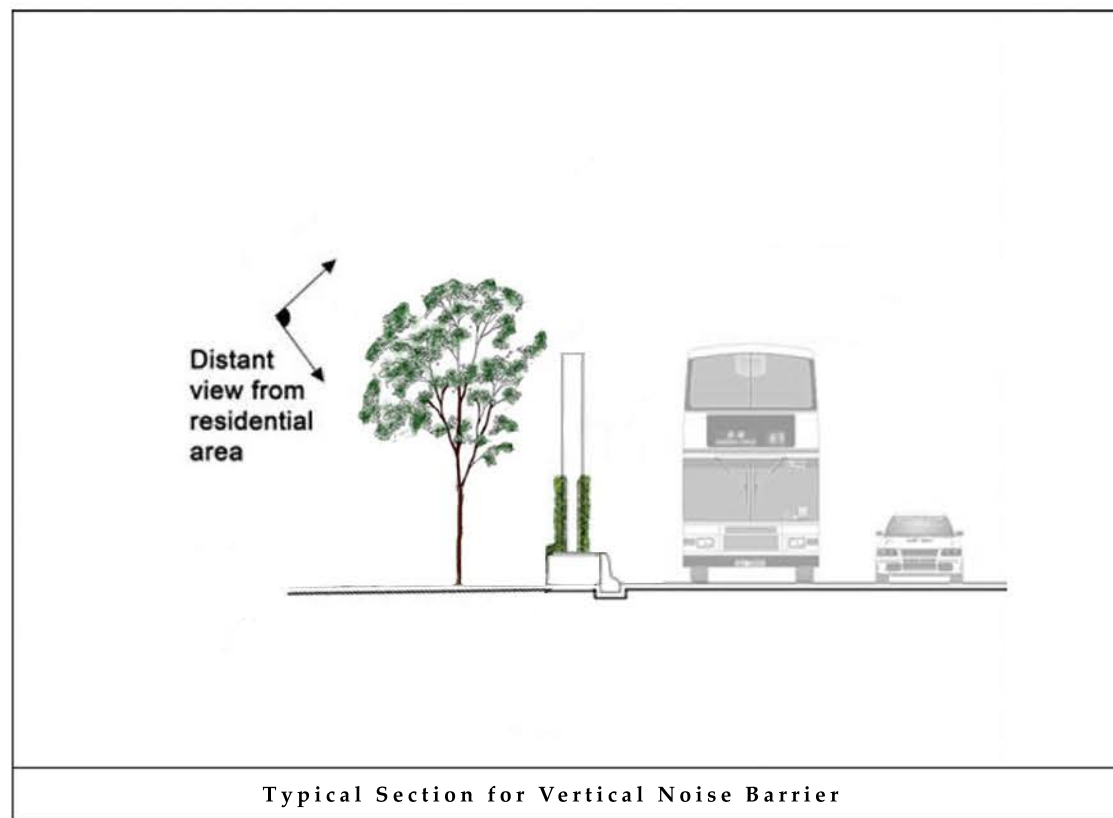 Distant
view from
residential
area
Typical Section for Vertical Noise Barrier